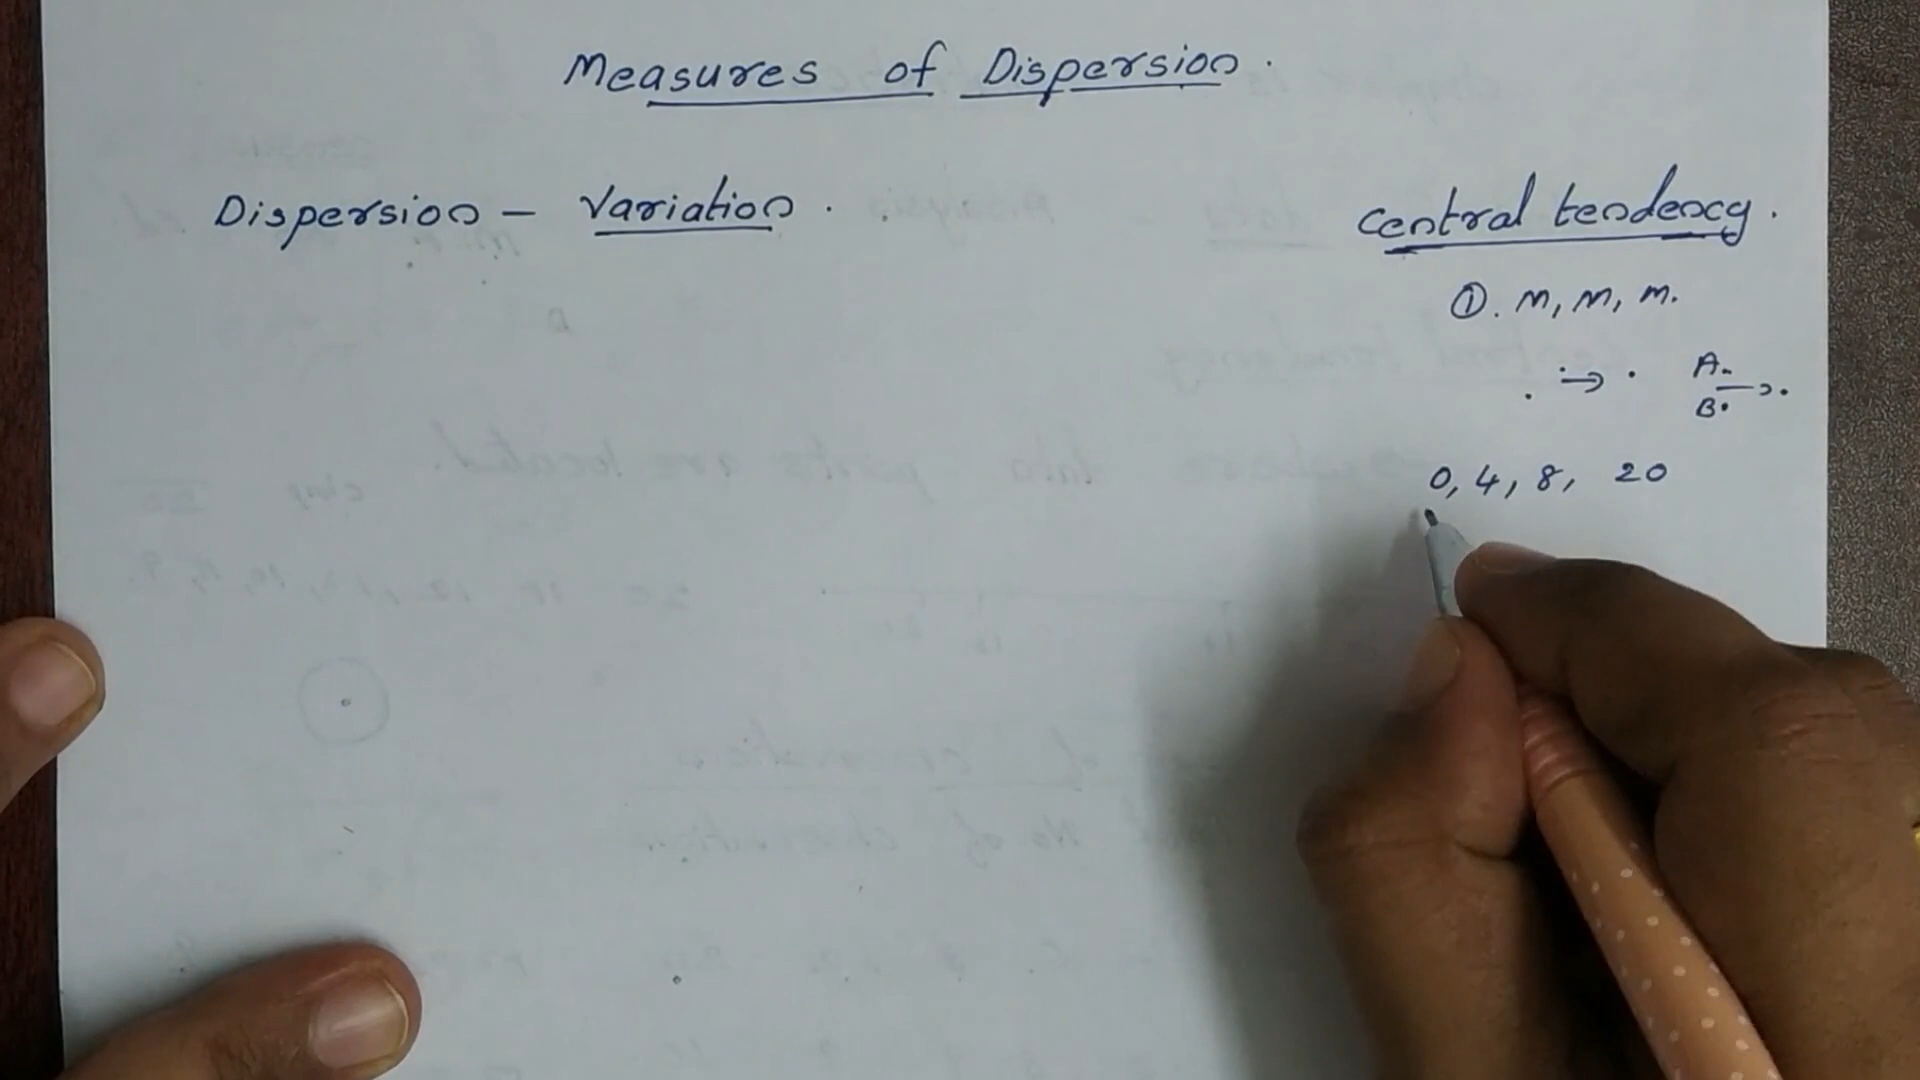 Measures of Dispersion.
Dispersion - Variation.
Central tendency.
①. m, m, m.
. → .
A.
B. → .
0, 4, 8, 20